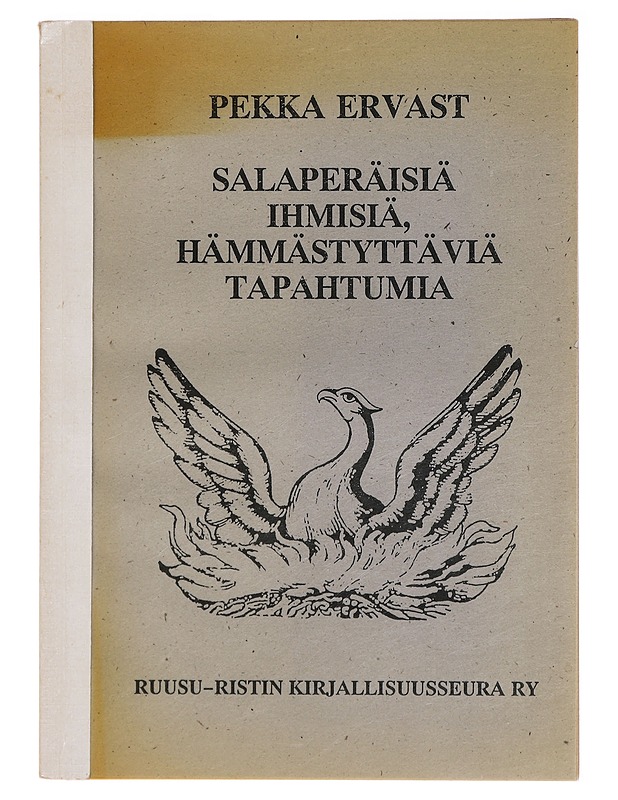 PEKKA ERVAST
SALAPERÄISIÄ
IHMISIÄ,
HÄMMÄSTYTTÄVIÄ
TAPAHTUMIA
RUUSU-RISTIN KIRJALLISUUSSEURA RY